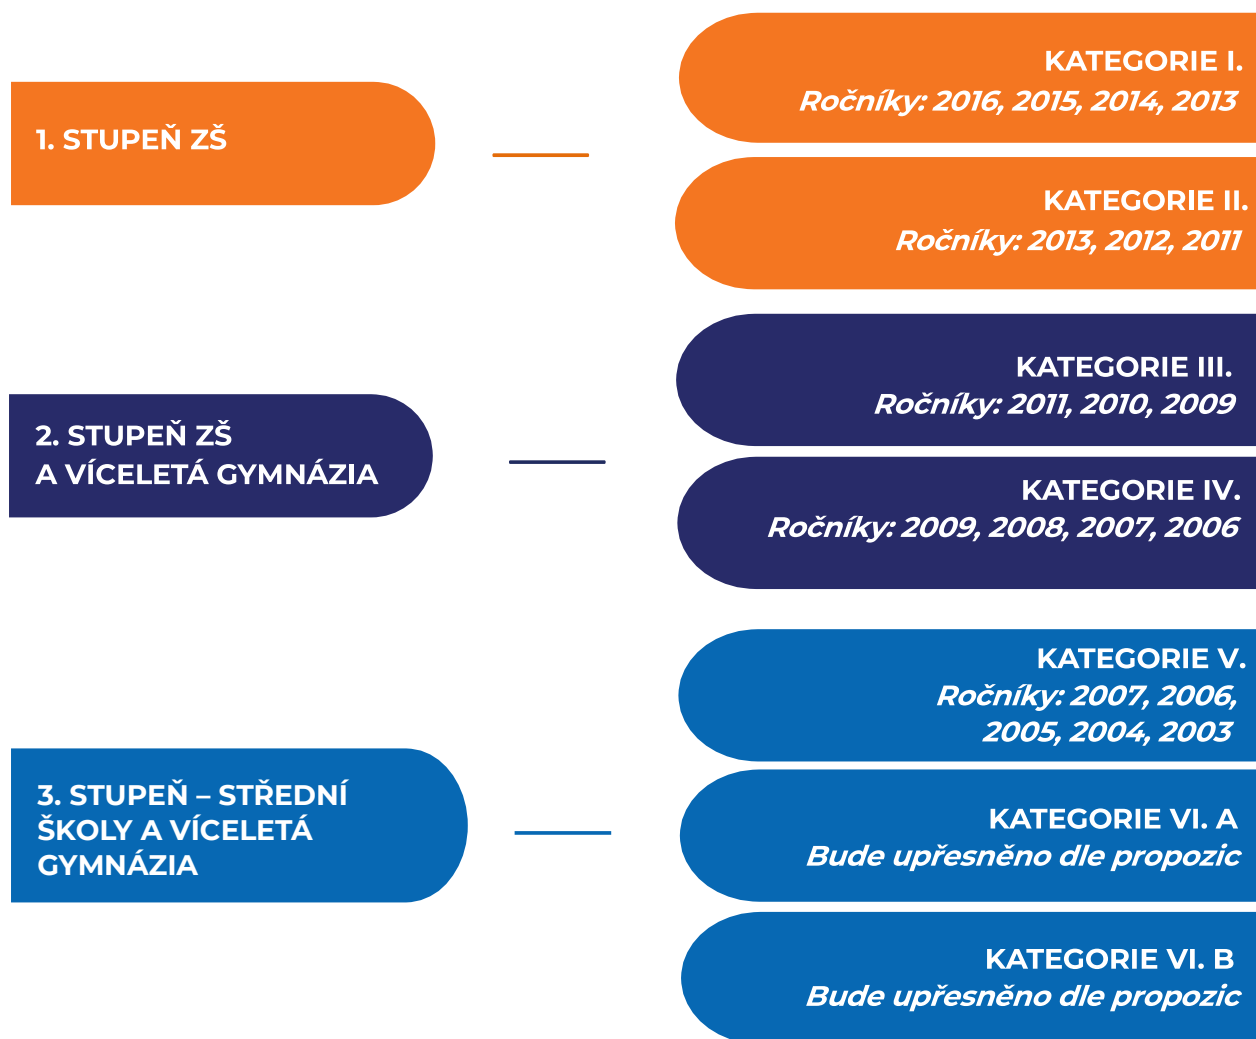 1. STUPEŇ ZŠ
KATEGORIE I.
Ročníky: 2016, 2015, 2014, 2013
KATEGORIE II.
Ročníky: 2013, 2012, 2011
2. STUPEŇ ZŠ
A VÍCELETÁ GYMNÁZIA
KATEGORIE III.
Ročníky: 2011, 2010, 2009
KATEGORIE IV.
Ročníky: 2009, 2008, 2007, 2006
3. STUPEŇ – STŘEDNÍ
ŠKOLY A VÍCELETÁ
GYMNÁZIA
KATEGORIE V.
Ročníky: 2007, 2006,
2005, 2004, 2003
KATEGORIE VI. A
Bude upřesněno dle propozic
KATEGORIE VI. B
Bude upřesněno dle propozic